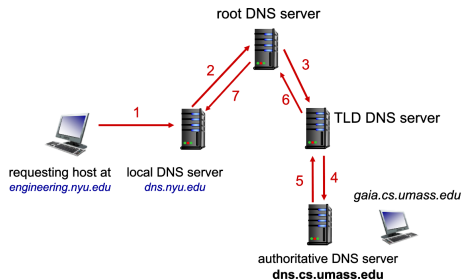 root DNS server
2
3
7
6
1
TLD DNS server
requesting host at
engineering.nyu.edu
local DNS server
dns.nyu.edu
5
4
gaia.cs.umass.edu
authoritative DNS server
dns.cs.umass.edu